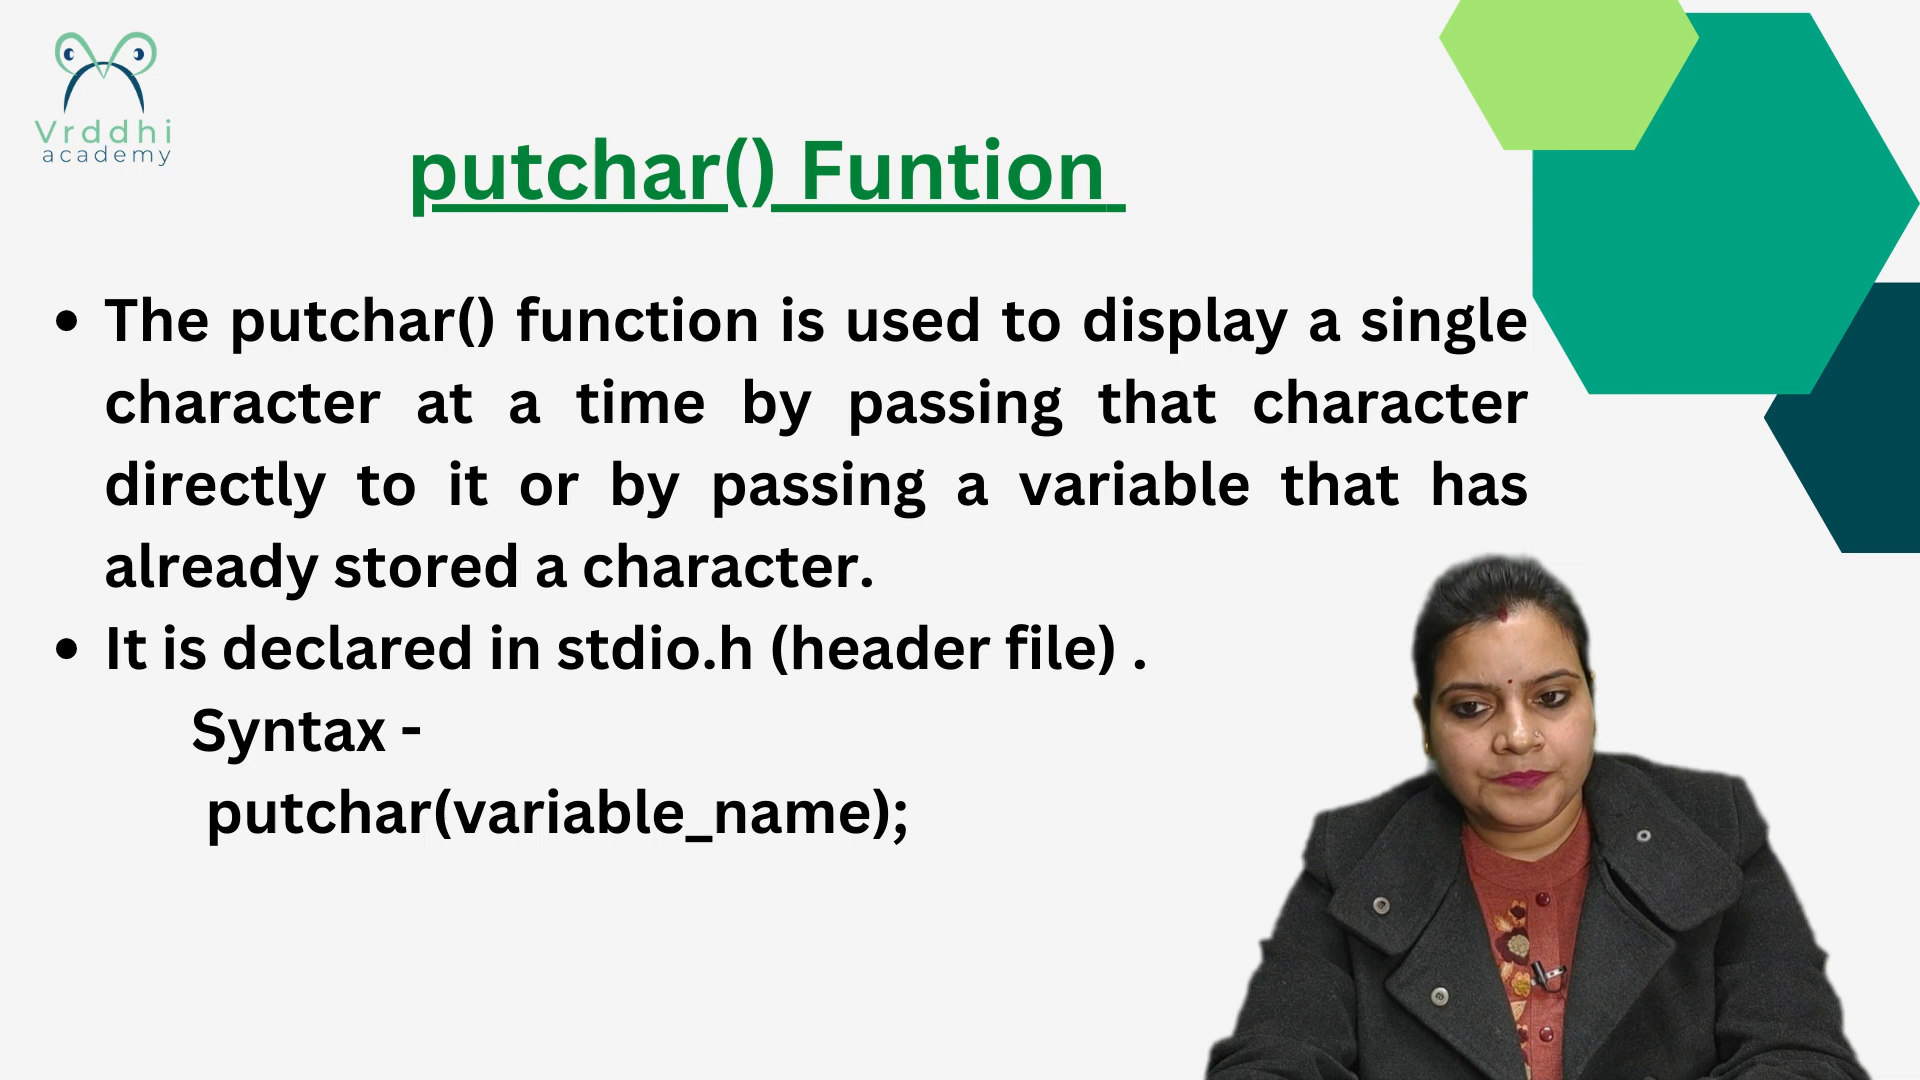 Vrddhi
academy
putchar() Funtion
• The putchar() function is used to display a single
character at a time by passing that character
directly to it or by passing a variable that has
already stored a character.
• It is declared in stdio.h (header file) .
Syntax -
putchar(variable_name);